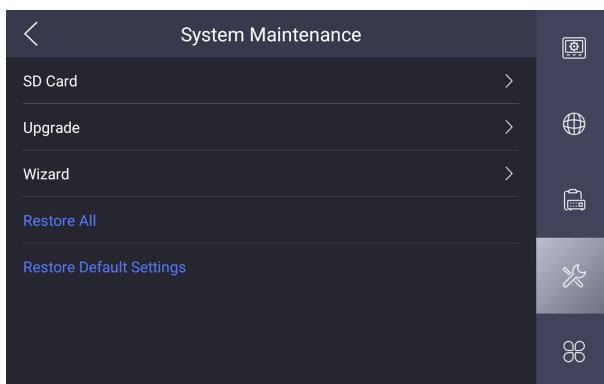 System Maintenance
SD Card
Upgrade
Wizard
Restore All
Restore Default Settings